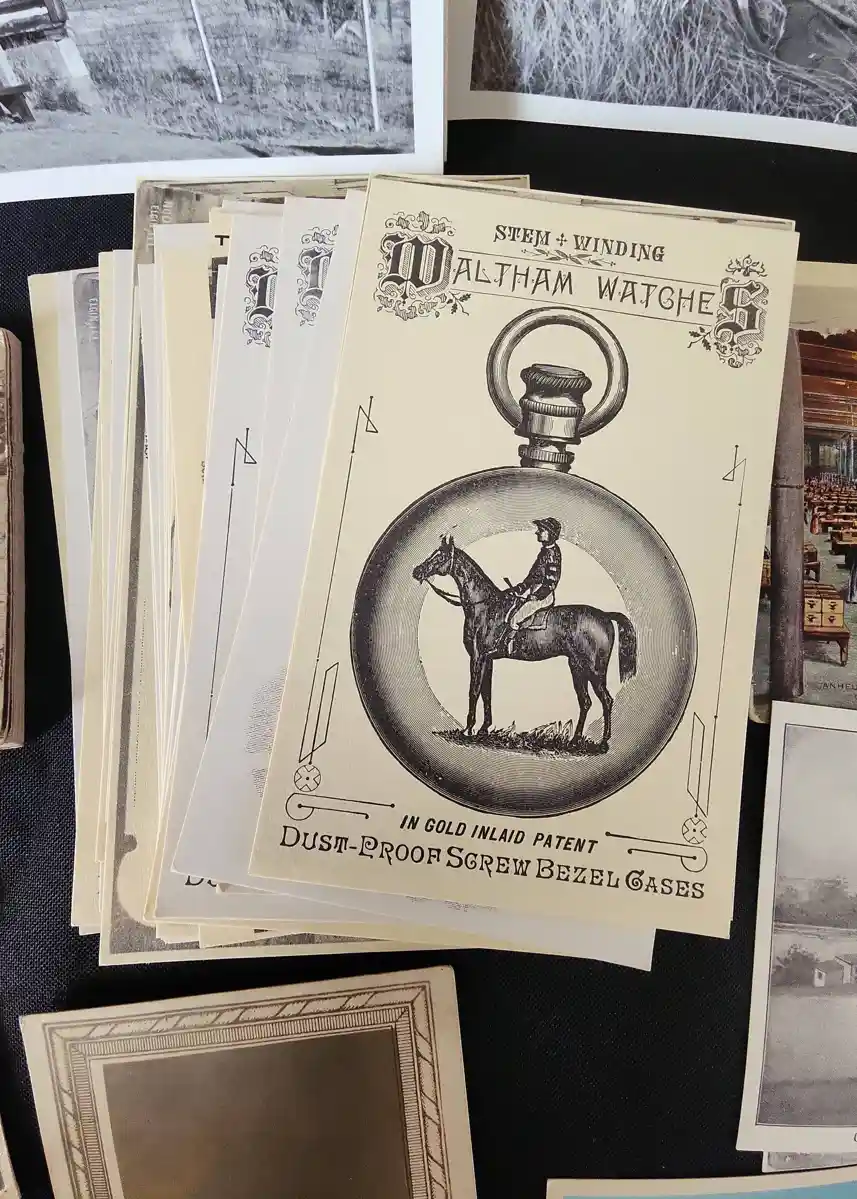 STEM + WINDING
WALTHAM WATCHES
IN GOLD INLAID PATENT
DUST-PROOF SCREW BEZEL CASES